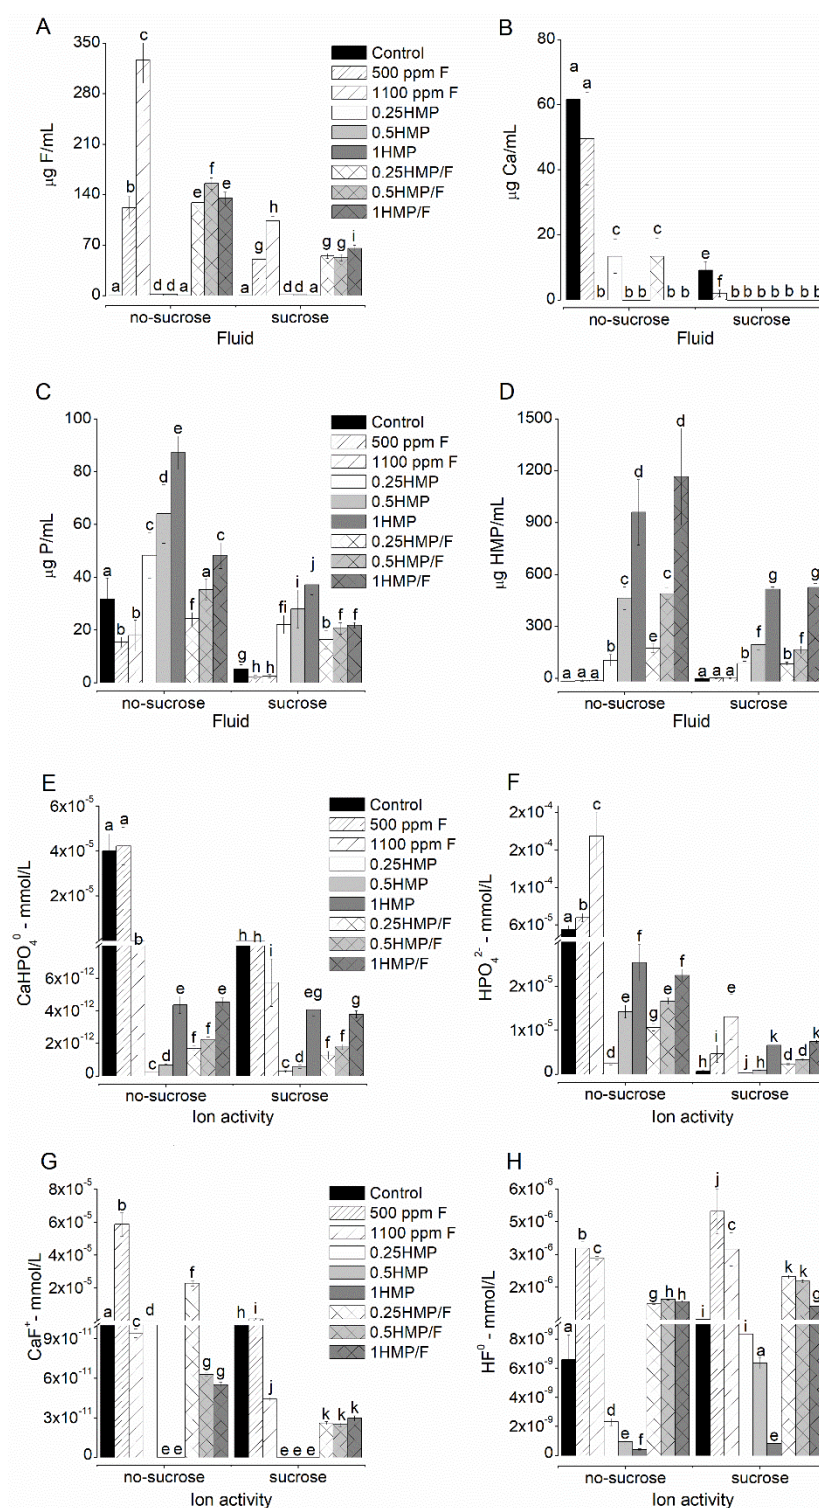 A
350
280
210
140
70
0
μg F/mL
a b c d d a e f e
a g h d d a g g i
no-sucrose sucrose
Fluid
Control
500 ppm F
1100 ppm F
0.25HMP
0.5HMP
1HMP
0.25HMP/F
0.5HMP/F
1HMP/F
B
80
60
40
20
0
μg Ca/mL
a a b c b b c b b
e f b b b b b b b
no-sucrose sucrose
Fluid
C
100
80
60
40
20
0
μg P/mL
a b b c d e f a c
g h h fi i j b f f
no-sucrose sucrose
Fluid
Control
500 ppm F
1100 ppm F
0.25HMP
0.5HMP
1HMP
0.25HMP/F
0.5HMP/F
1HMP/F
D
1500
1200
900
600
300
0
μg HMP/mL
a a a b c d e c d
a a a b f g b f g
no-sucrose sucrose
Fluid
E
6x10⁻⁵
4x10⁻⁵
2x10⁻⁵
6x10⁻¹²
4x10⁻¹²
2x10⁻¹²
0
CaHPO₄⁰ - mmol/L
a a b c d e f f e
h h i c d eg f f g
no-sucrose sucrose
Ion activity
Control
500 ppm F
1100 ppm F
0.25HMP
0.5HMP
1HMP
0.25HMP/F
0.5HMP/F
1HMP/F
F
2x10⁻⁴
2x10⁻⁴
1x10⁻⁴
6x10⁻⁵
2x10⁻⁵
1x10⁻⁵
0
HPO₄²⁻ - mmol/L
a b c d e f g e f
h i e j h k d d k
no-sucrose sucrose
Ion activity
G
8x10⁻⁵
6x10⁻⁵
5x10⁻⁵
3x10⁻⁵
2x10⁻⁵
9x10⁻¹¹
6x10⁻¹¹
3x10⁻¹¹
0
CaF⁺ - mmol/L
a b c d e e f g g
h i j e e e k k k
no-sucrose sucrose
Ion activity
Control
500 ppm F
1100 ppm F
0.25HMP
0.5HMP
1HMP
0.25HMP/F
0.5HMP/F
1HMP/F
H
6x10⁻⁶
5x10⁻⁶
3x10⁻⁶
2x10⁻⁶
8x10⁻⁹
6x10⁻⁹
4x10⁻⁹
2x10⁻⁹
0
HF⁰ - mmol/L
a b c d e f g h h
i j c i a e k k g
no-sucrose sucrose
Ion activity